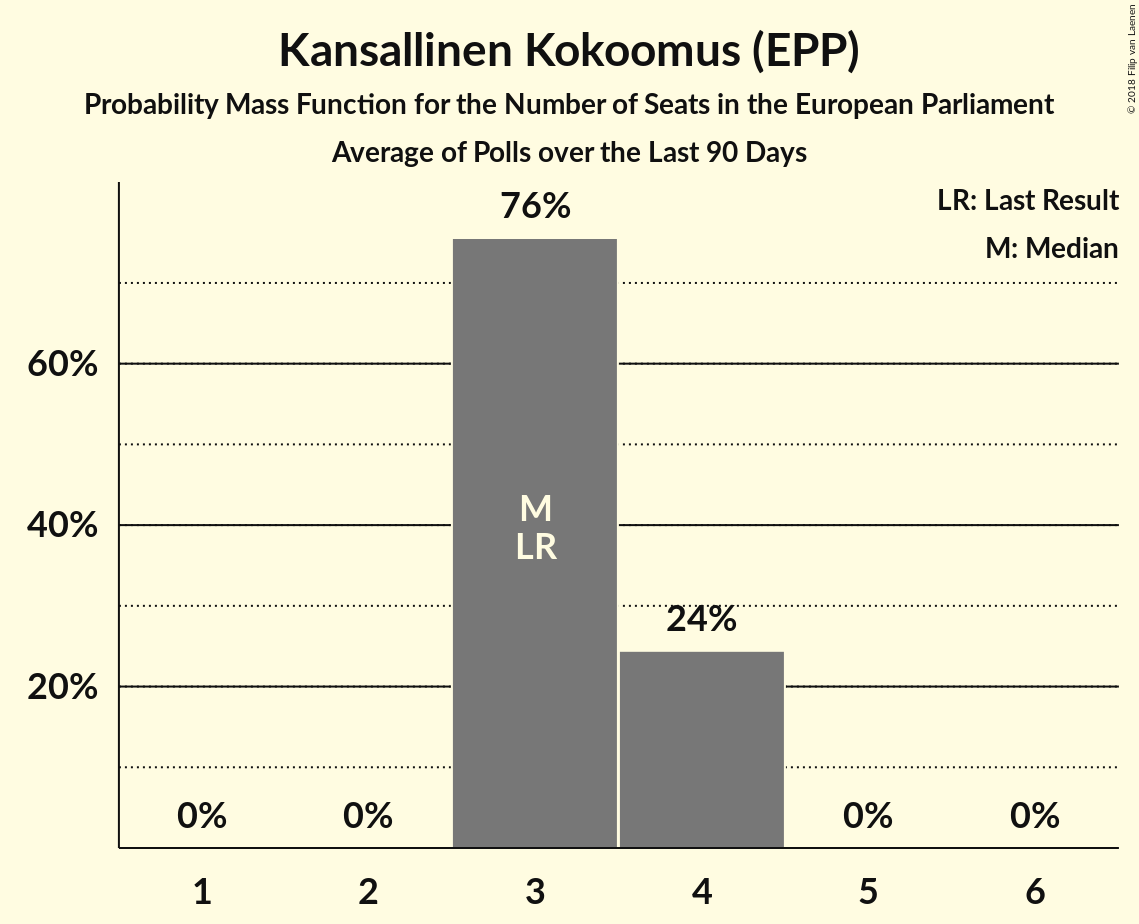 Kansallinen Kokoomus (EPP)
Probability Mass Function for the Number of Seats in the European Parliament
Average of Polls over the Last 90 Days
© 2018 Filip van Laenen
LR: Last Result
M: Median
76%
60%
40%
20%
M
LR
24%
0%
0%
0%
0%
1
2
3
4
5
6